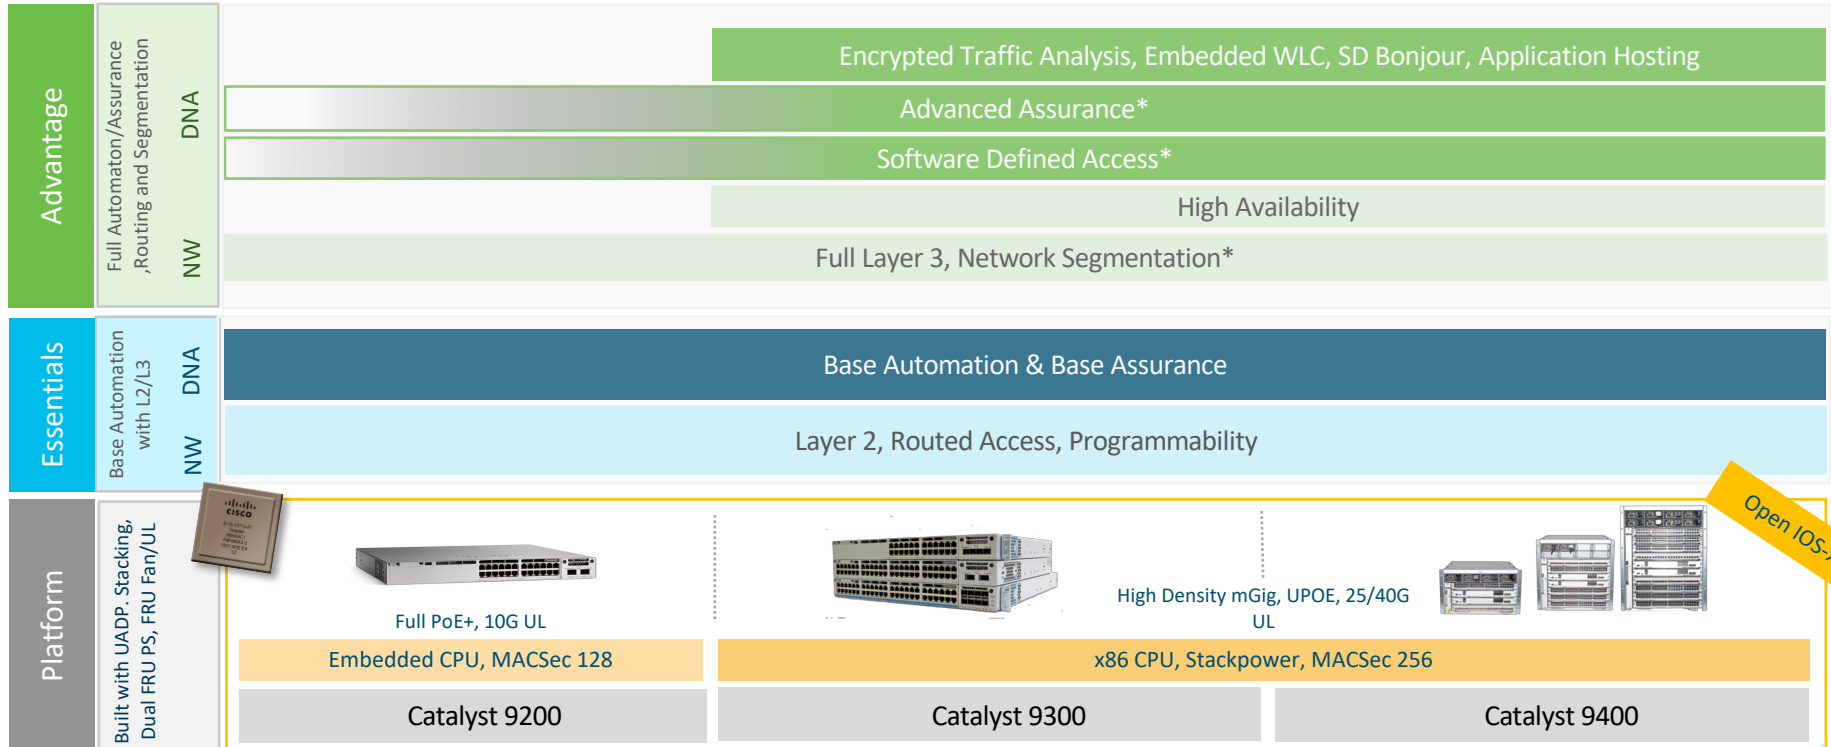 Advantage
Full Automaton/Assurance
,Routing and Segmentation
DNA
NW
Encrypted Traffic Analysis, Embedded WLC, SD Bonjour, Application Hosting
Advanced Assurance*
Software Defined Access*
High Availability
Full Layer 3, Network Segmentation*
Essentials
Base Automation
with L2/L3
DNA
NW
Base Automation & Base Assurance
Layer 2, Routed Access, Programmability
Platform
Built with UADP. Stacking,
Dual FRU PS, FRU Fan/UL
CISCO
Open IOS-
Full PoE+, 10G UL
High Density mGig, UPOE, 25/40G
UL
Embedded CPU, MACSec 128
x86 CPU, Stackpower, MACSec 256
Catalyst 9200
Catalyst 9300
Catalyst 9400